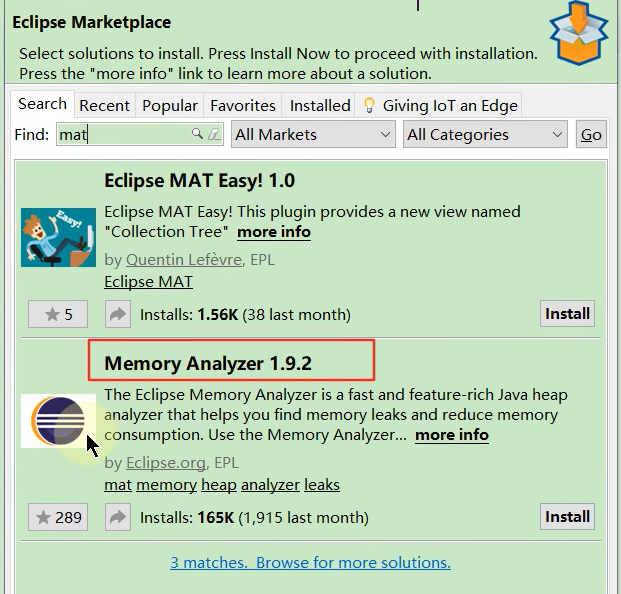 Eclipse Marketplace
Select solutions to install. Press Install Now to proceed with installation.
Press the "more info" link to learn more about a solution.
Search Recent Popular Favorites Installed Giving IoT an Edge
Find: mat All Markets All Categories Go
Eclipse MAT Easy! 1.0
Easy!
Eclipse MAT Easy! This plugin provides a new view named
"Collection Tree" more info
by Quentin Lefèvre, EPL
Eclipse MAT
5 Installs: 1.56K (38 last month) Install
Memory Analyzer 1.9.2
The Eclipse Memory Analyzer is a fast and feature-rich Java heap
analyzer that helps you find memory leaks and reduce memory
consumption. Use the Memory Analyzer... more info
by Eclipse.org, EPL
mat memory heap analyzer leaks
289 Installs: 165K (1,915 last month) Install
3 matches. Browse for more solutions.